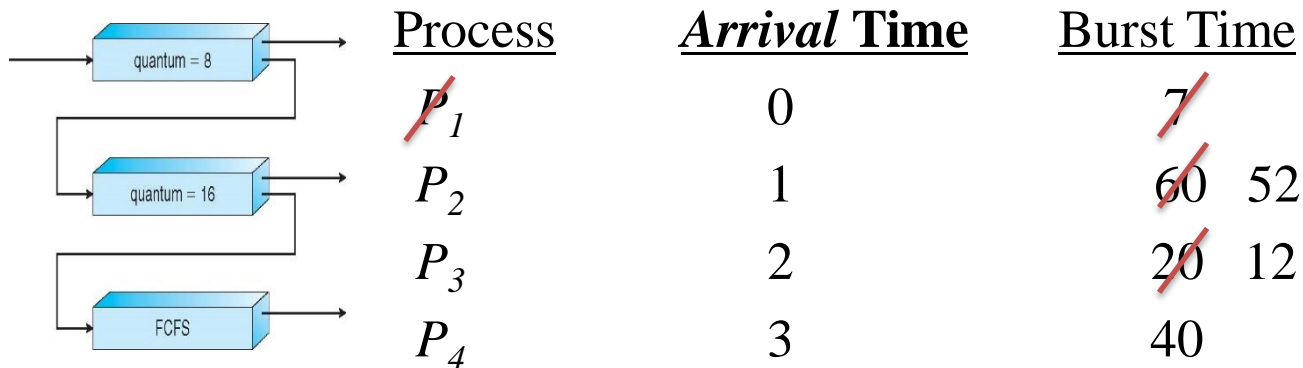 quantum = 8
quantum = 16
FCFS
Process Arrival Time Burst Time
P1 0 7
P2 1 60 52
P3 2 20 12
P4 3 40